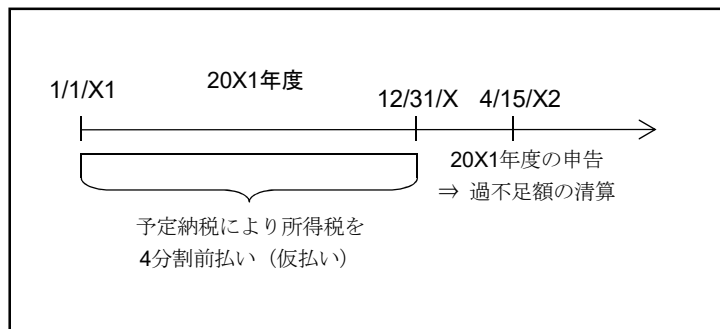 20X1年度
1/1/X1
12/31/X
4/15/X2
20X1年度の申告
⇒ 過不足額の清算
予定納税により所得税を
4分割前払い（仮払い）